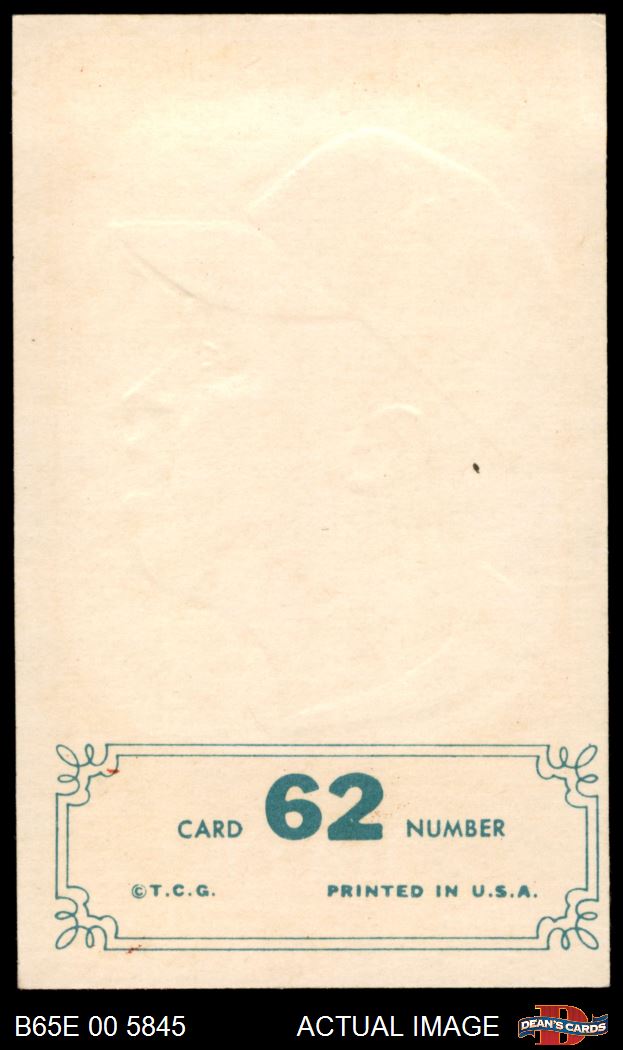 CARD 62 NUMBER
©T.C.G. PRINTED IN U.S.A.
B65E 00 5845 ACTUAL IMAGE DEAN'S CARDS